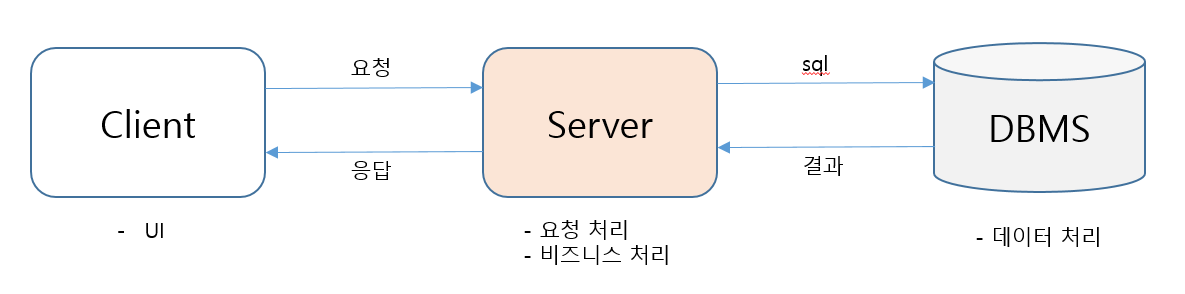 Client
요청
응답
- UI
Server
- 요청 처리
- 비즈니스 처리
sql
결과
DBMS
- 데이터 처리